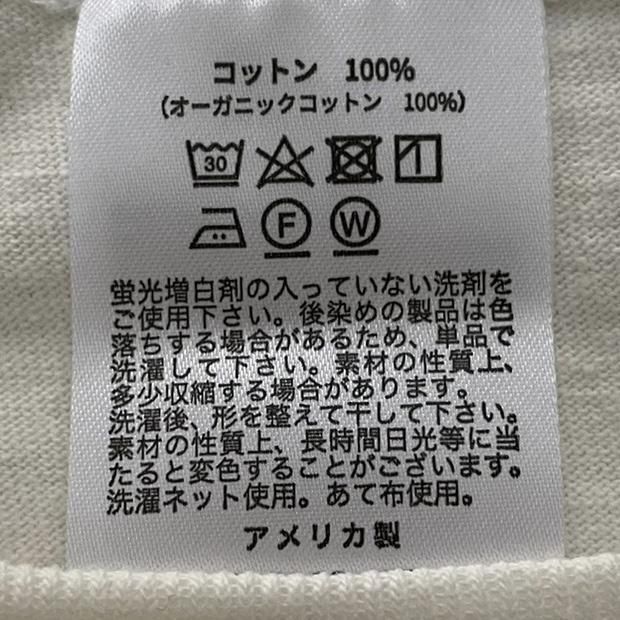 コットン 100%
（オーガニックコットン 100%）
30
F W
蛍光増白剤の入っていない洗剤を
ご使用下さい。後染めの製品は色
落ちする場合があるため、単品で
洗濯して下さい。素材の性質上、
多少収縮する場合があります。
洗濯後、形を整えて干して下さい。
素材の性質上、長時間日光等に当
たると変色することがございます。
洗濯ネット使用。あて布使用。
アメリカ製